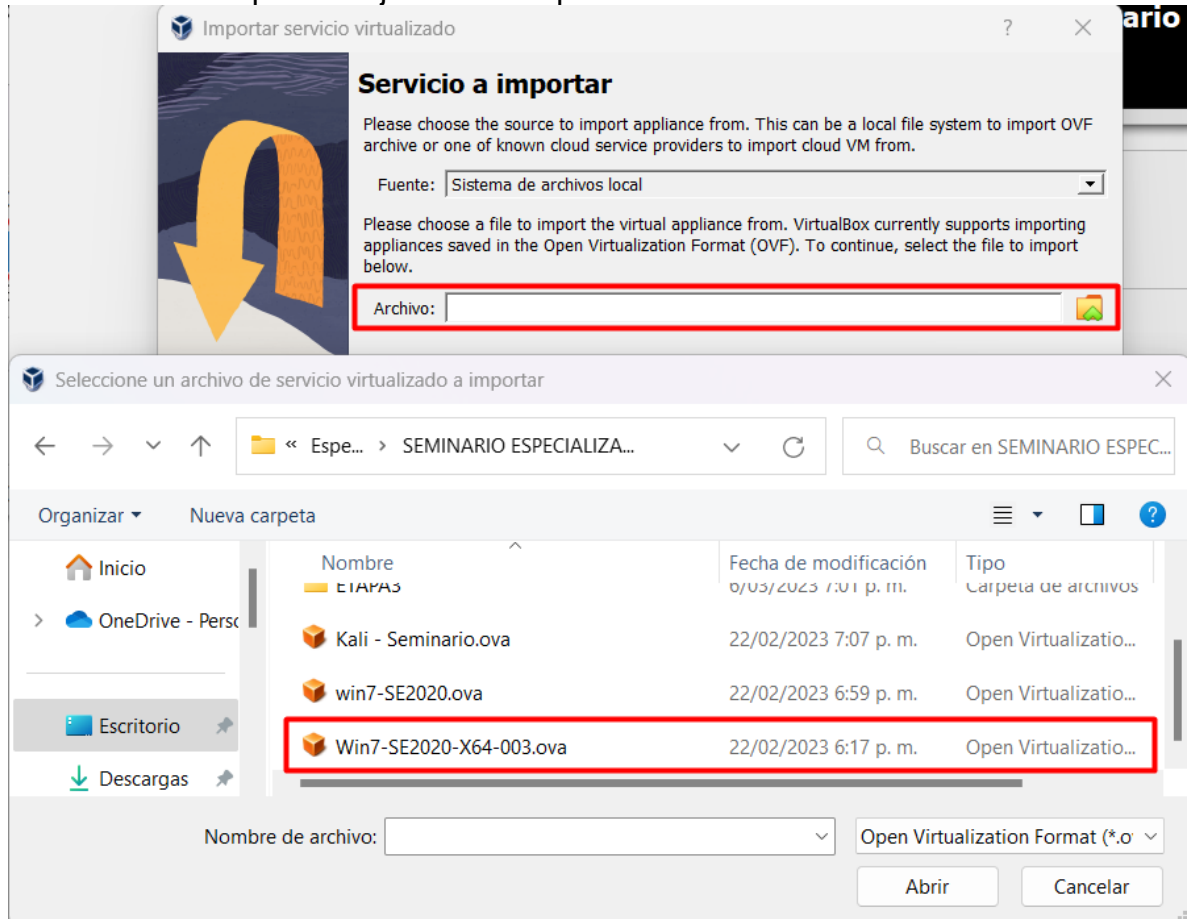 Importar servicio virtualizado
ario
Servicio a importar
Please choose the source to import appliance from. This can be a local file system to import OVF
archive or one of known cloud service providers to import cloud VM from.
Fuente: Sistema de archivos local
Please choose a file to import the virtual appliance from. VirtualBox currently supports importing
appliances saved in the Open Virtualization Format (OVF). To continue, select the file to import
below.
Archivo:
Seleccione un archivo de servicio virtualizado a importar
« Espe... > SEMINARIO ESPECIALIZA...
Buscar en SEMINARIO ESPEC...
Organizar Nueva carpeta
Inicio
Nombre Fecha de modificación Tipo
ETAPA3 6/03/2023 7:01 p. m. Carpeta de archivos
OneDrive - Perso
Kali - Seminario.ova 22/02/2023 7:07 p. m. Open Virtualizatio...
win7-SE2020.ova 22/02/2023 6:59 p. m. Open Virtualizatio...
Escritorio
Win7-SE2020-X64-003.ova 22/02/2023 6:17 p. m. Open Virtualizatio...
Descargas
Nombre de archivo: Open Virtualization Format (*.o
Abrir Cancelar